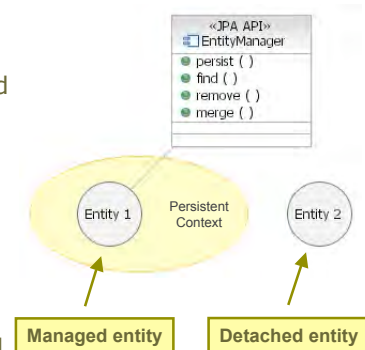 «JPA API»
EntityManager
persist ( )
find ( )
remove ( )
merge ( )
Entity 1
Persistent
Context
Entity 2
Managed entity
Detached entity